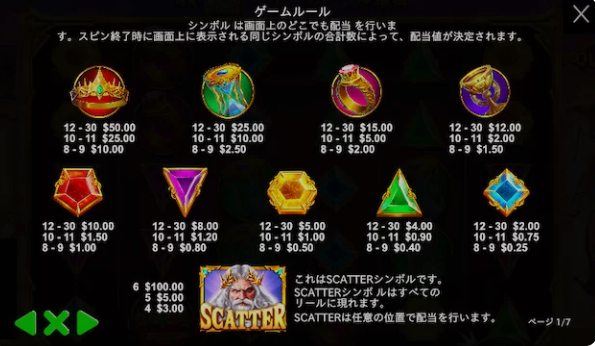 ゲームルール
シンボル は画面上のどこでも配当 を行いま
す。スピン終了時に画面上に表示される同じシンボルの合計数によって、配当値が決定されます。
12 - 30 $50.00
10 - 11 $25.00
8 - 9 $10.00
12 - 30 $25.00
10 - 11 $10.00
8 - 9 $2.50
12 - 30 $15.00
10 - 11 $5.00
8 - 9 $2.00
12 - 30 $12.00
10 - 11 $2.00
8 - 9 $1.50
12 - 30 $10.00
10 - 11 $1.50
8 - 9 $1.00
12 - 30 $8.00
10 - 11 $1.20
8 - 9 $0.80
12 - 30 $5.00
10 - 11 $1.00
8 - 9 $0.50
12 - 30 $4.00
10 - 11 $0.90
8 - 9 $0.40
12 - 30 $2.00
10 - 11 $0.75
8 - 9 $0.25
6 $100.00
5 $5.00
4 $3.00
SCATTER
これはSCATTERシンボルです。
SCATTERシンボ ルはすべての
リールに現れます。
SCATTERは任意の位置で配当を行います。
ページ 1/7